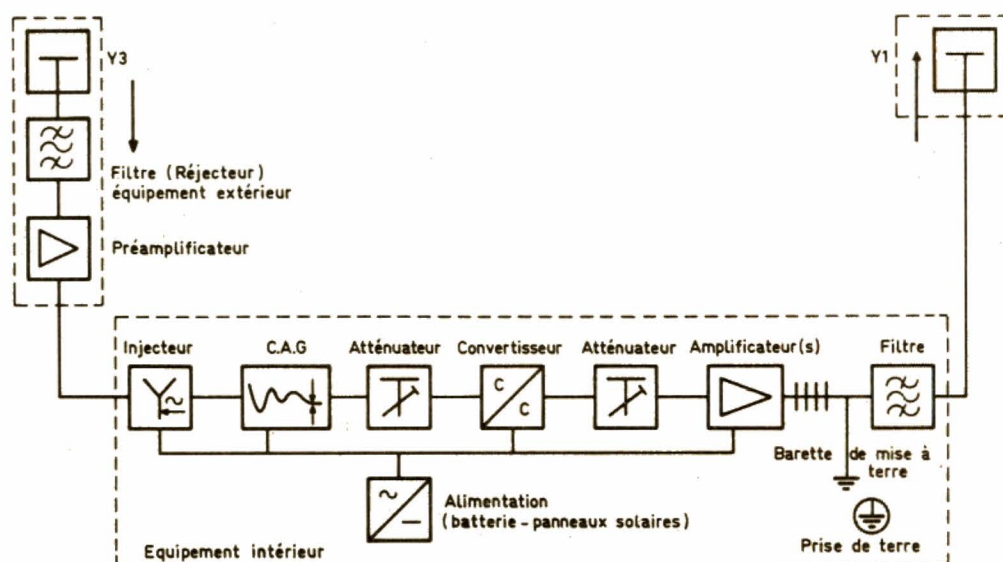 Y3
Y1
Filtre (Réjecteur)
équipement extérieur
Préamplificateur
Injecteur
C.A.G
Atténuateur
Convertisseur
Atténuateur
Amplificateur(s)
Filtre
C
C
Barette de mise à
terre
Alimentation
(batterie - panneaux solaires)
Prise de terre
Equipement intérieur